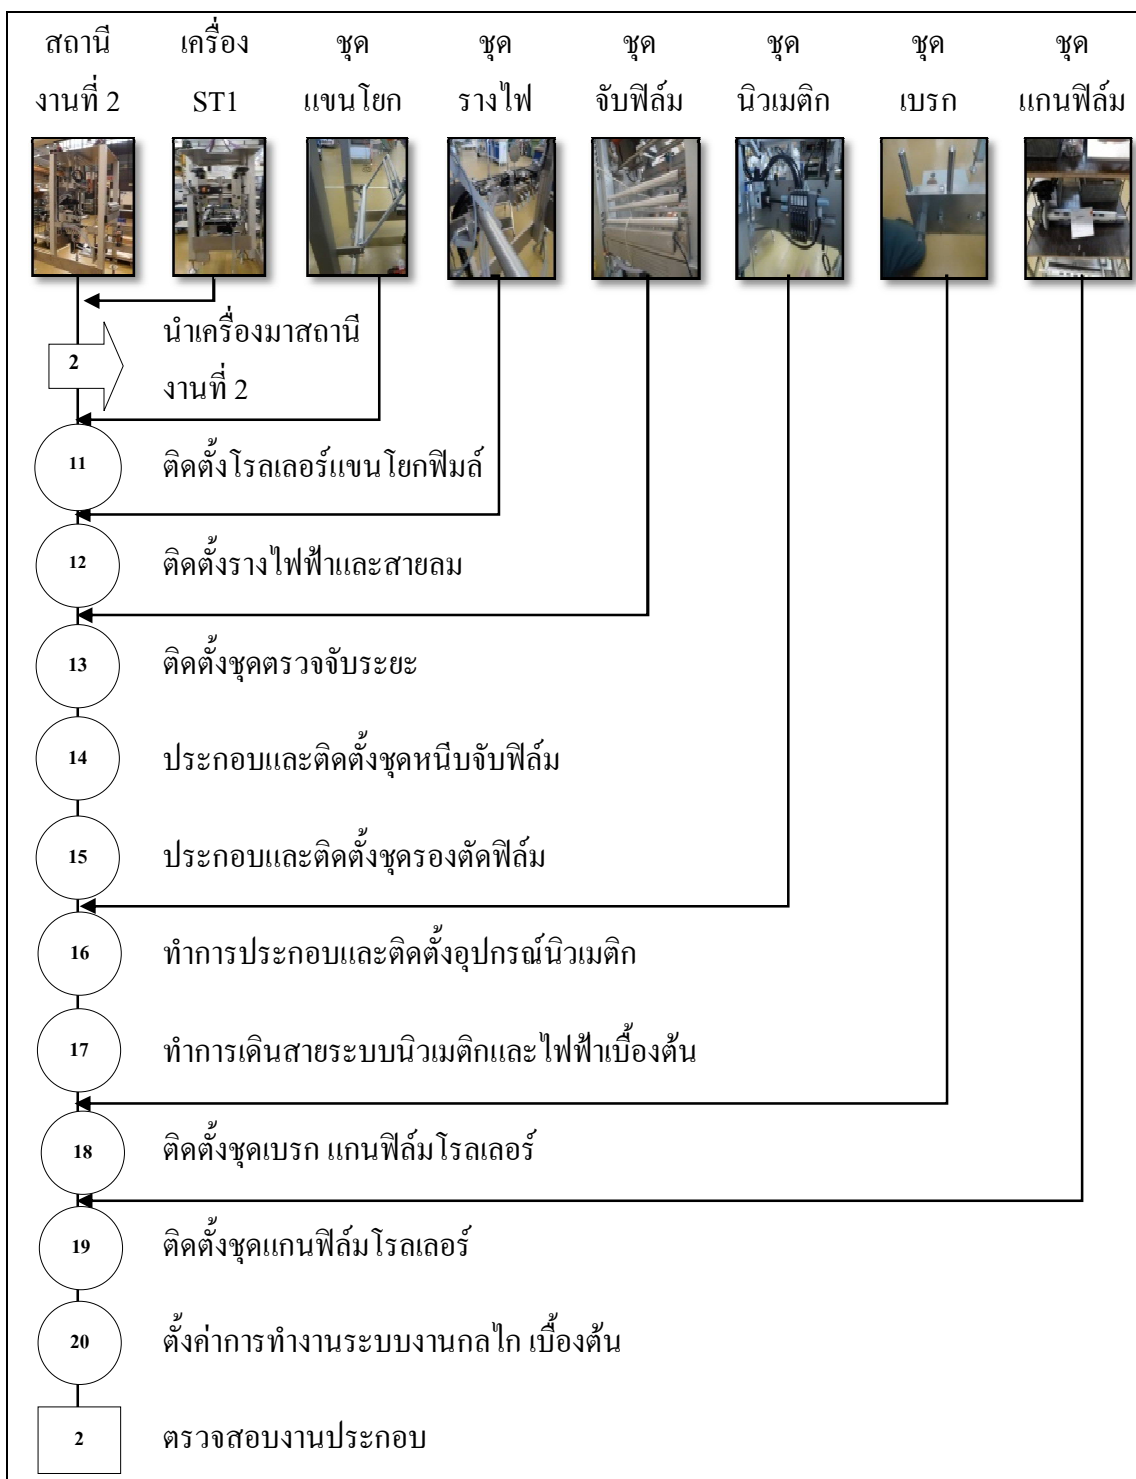 สถานี เครื่อง ชุด ชุด ชุด ชุด ชุด ชุด
งานที่ 2 ST1 แขนโยก รางไฟ จับฟิล์ม นิวเมติก เบรก แกนฟิล์ม
นำเครื่องมาสถานี
2
งานที่ 2
11 ติดตั้งโรลเลอร์แขนโยกฟิมล์
12 ติดตั้งรางไฟฟ้าและสายลม
13 ติดตั้งชุดตรวจจับระยะ
14 ประกอบและติดตั้งชุดหนีบจับฟิล์ม
15 ประกอบและติดตั้งชุดรองตัดฟิล์ม
16 ทำการประกอบและติดตั้งอุปกรณ์นิวเมติก
17 ทำการเดินสายระบบนิวเมติกและไฟฟ้าเบื้องต้น
18 ติดตั้งชุดเบรก แกนฟิล์มโรลเลอร์
19 ติดตั้งชุดแกนฟิล์มโรลเลอร์
20 ตั้งค่าการทำงานระบบงานกลไก เบื้องต้น
2 ตรวจสอบงานประกอบ